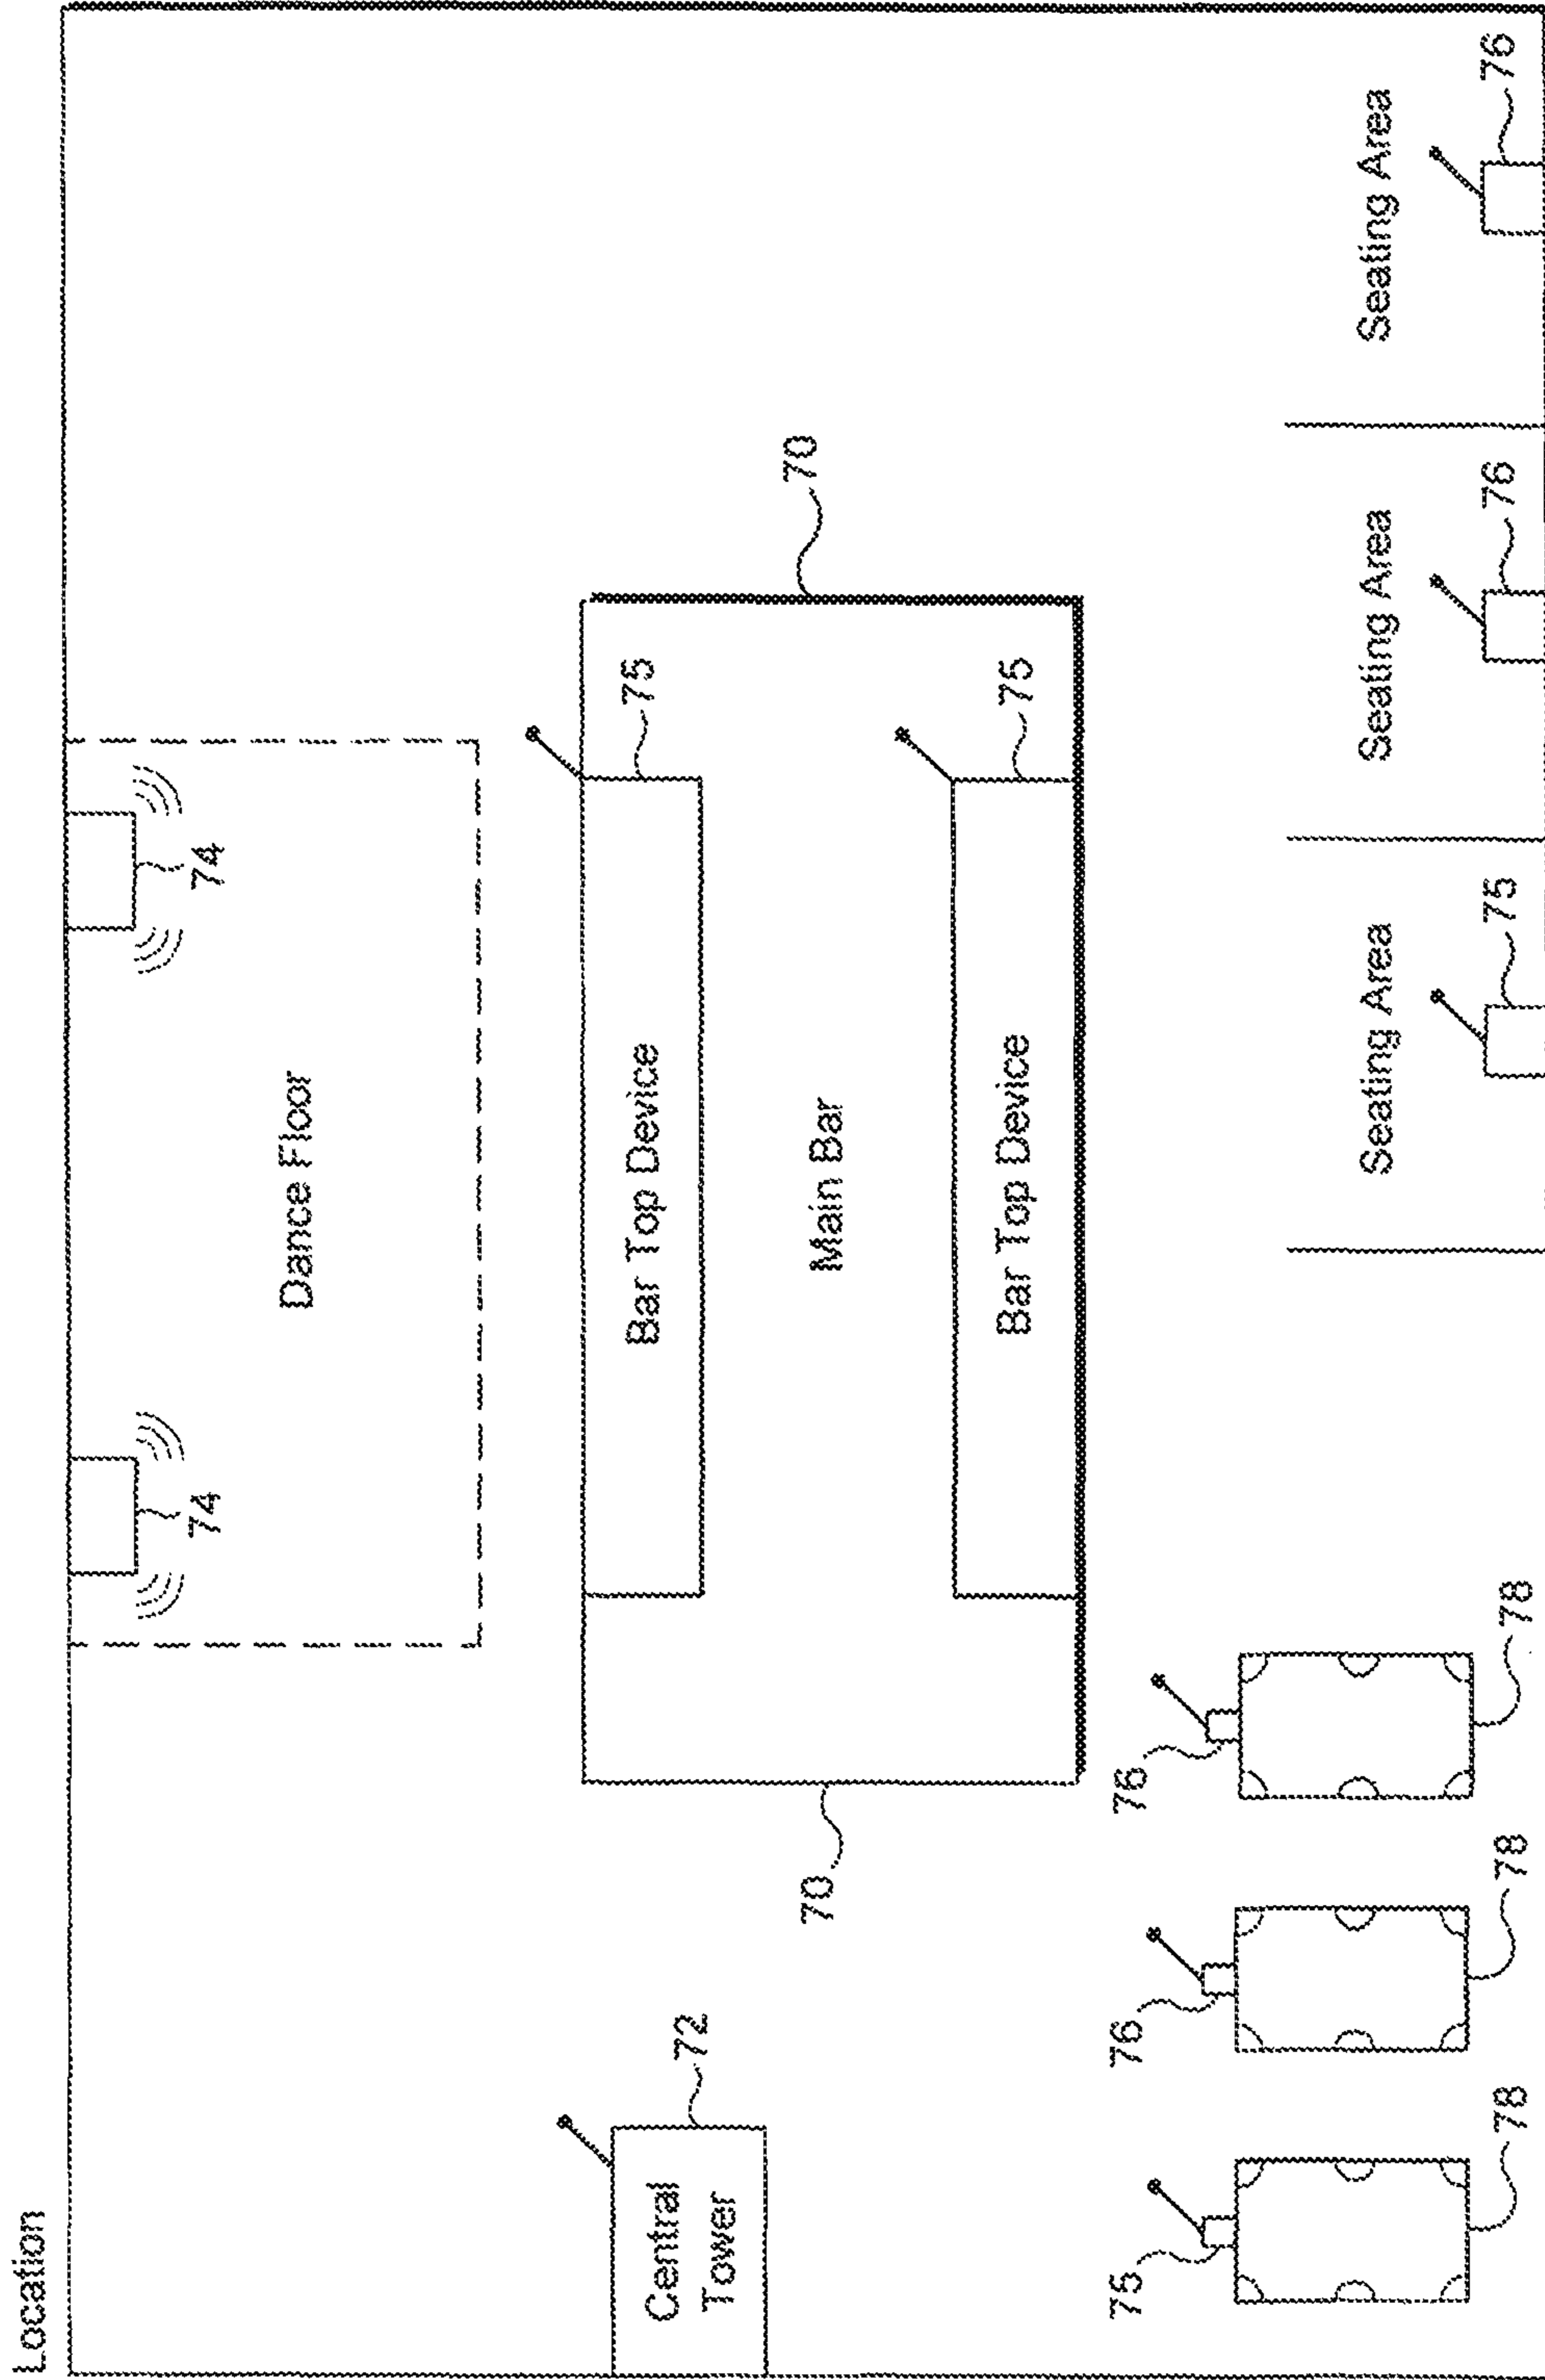 Location
74
74
Dance Floor
Bar Top Device
75
Central
Tower
72
70
Main Bar
70
Bar Top Device
75
75
76
76
Seating Area
Seating Area
Seating Area
78
78
78
75
76
76